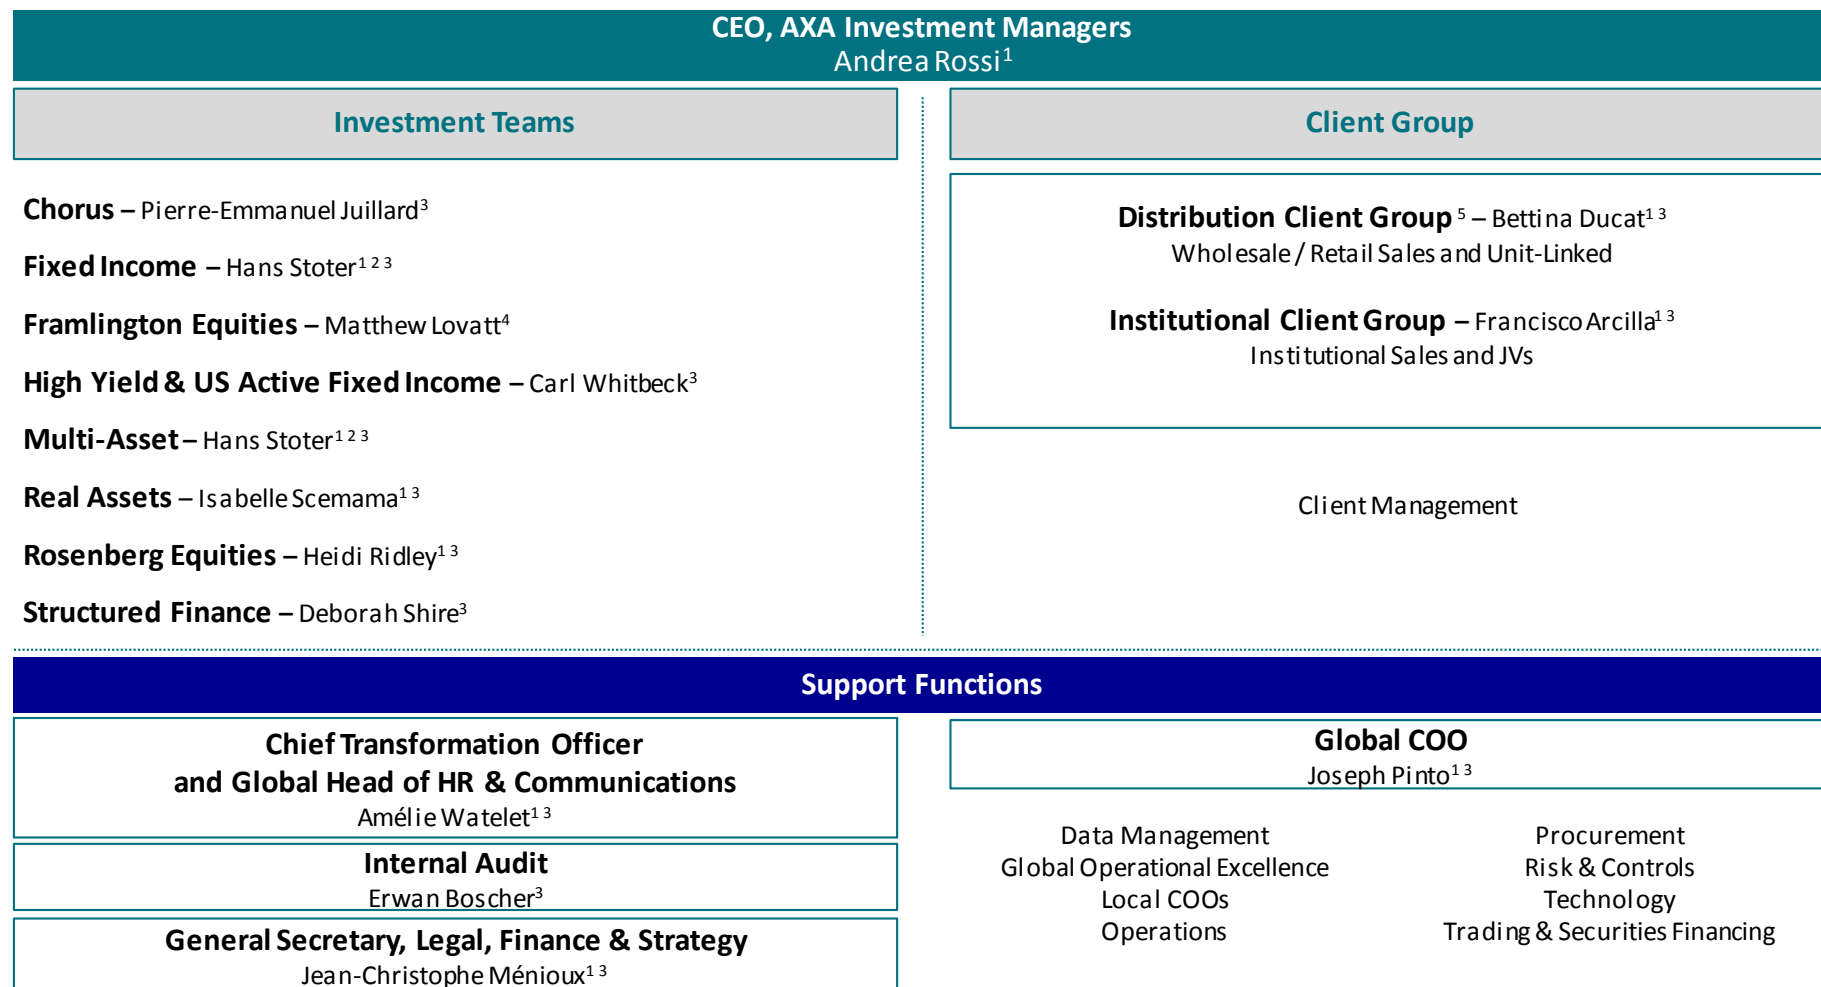 CEO, AXA Investment Managers
Andrea Rossi¹
Investment Teams
Chorus – Pierre-Emmanuel Juillard³
Fixed Income – Hans Stoter¹ ² ³
Framlington Equities – Matthew Lovatt⁴
High Yield & US Active Fixed Income – Carl Whitbeck³
Multi-Asset – Hans Stoter¹ ² ³
Real Assets – Isabelle Scemama¹ ³
Rosenberg Equities – Heidi Ridley¹ ³
Structured Finance – Deborah Shire³
Client Group
Distribution Client Group ⁵ – Bettina Ducat¹ ³
Wholesale / Retail Sales and Unit-Linked
Institutional Client Group – Francisco Arcilla¹ ³
Institutional Sales and JVs
Client Management
Support Functions
Chief Transformation Officer
and Global Head of HR & Communications
Amélie Watelet¹ ³
Internal Audit
Erwan Boscher³
General Secretary, Legal, Finance & Strategy
Jean-Christophe Ménioux¹ ³
Global COO
Joseph Pinto¹ ³
Data Management
Global Operational Excellence
Local COOs
Operations
Procurement
Risk & Controls
Technology
Trading & Securities Financing